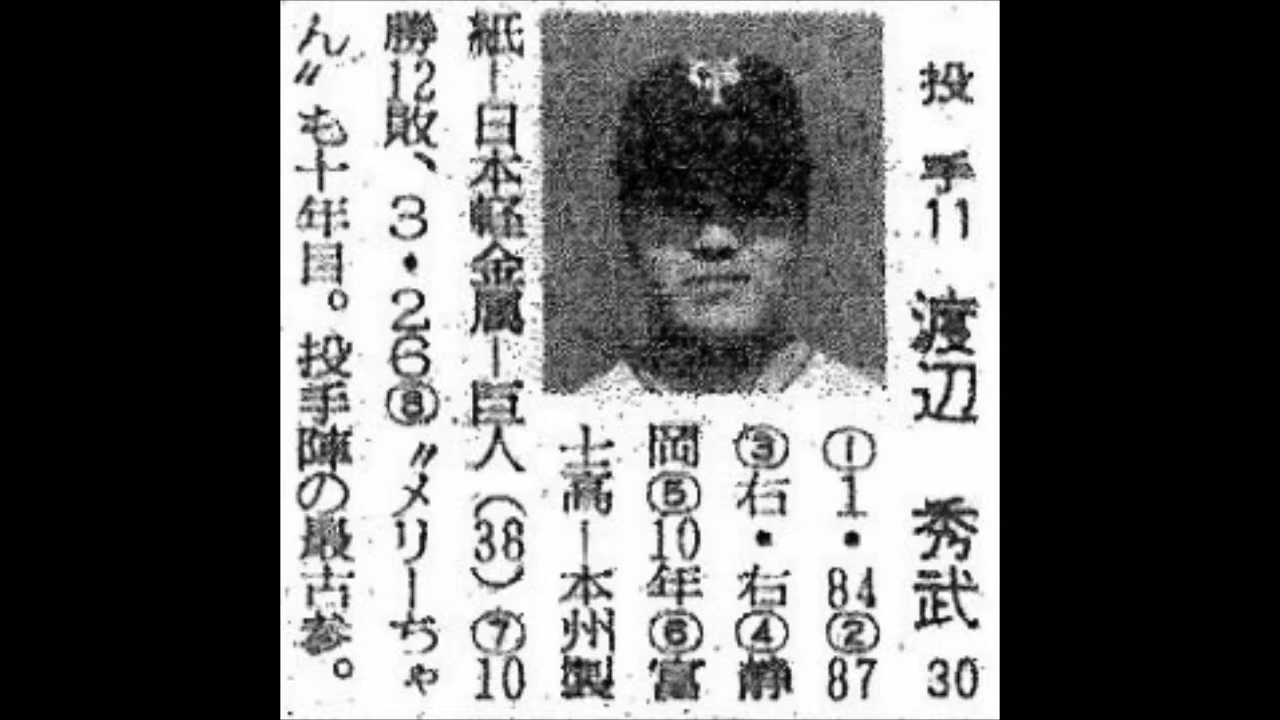 投手11 渡辺 秀武 30
①1・84②87
③右・右④静
岡⑤10年⑥富
士高―本州製
紙―日本軽金属―巨人(38)⑦10
勝12敗、3・26⑧〃メリーちゃ
ん〃も十年目。投手陣の最古参。